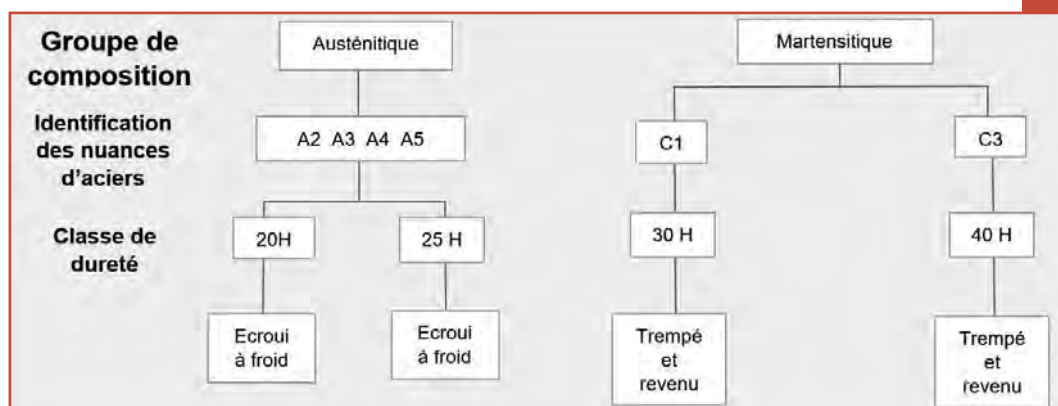 Groupe de
composition
Austénitique
Martensitique
Identification
des nuances
d'aciers
A2 A3 A4 A5
C1
C3
Classe de
dureté
20H
25 H
30 H
40 H
Ecroui
à froid
Ecroui
à froid
Trempé
et
revenu
Trempé
et
revenu